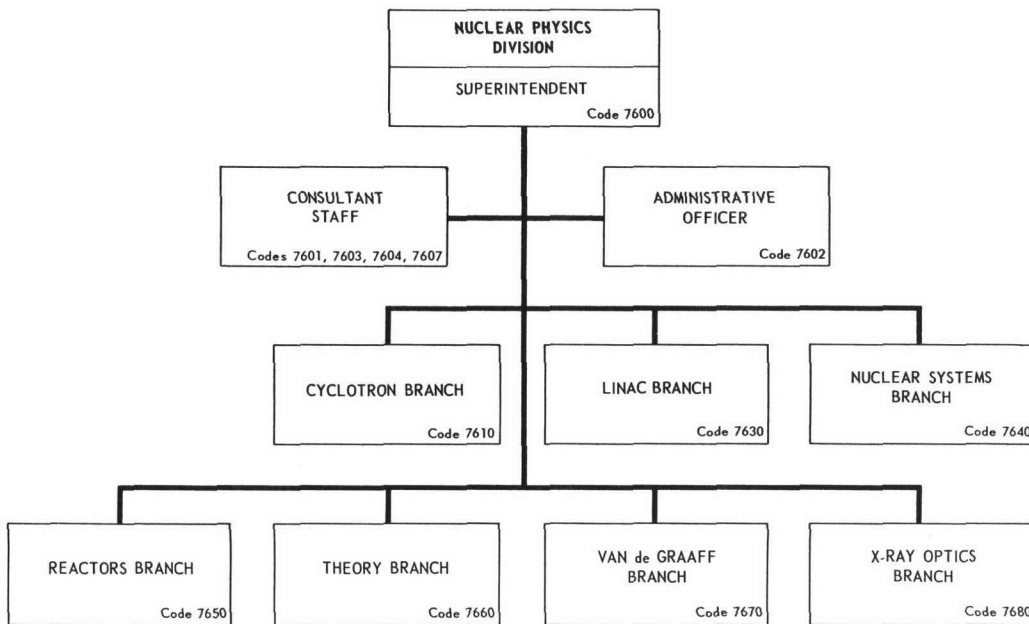 NUCLEAR PHYSICS
DIVISION
SUPERINTENDENT
Code 7600
CONSULTANT
STAFF
Codes 7601, 7603, 7604, 7607
ADMINISTRATIVE
OFFICER
Code 7602
CYCLOTRON BRANCH
Code 7610
LINAC BRANCH
Code 7630
NUCLEAR SYSTEMS
BRANCH
Code 7640
REACTORS BRANCH
Code 7650
THEORY BRANCH
Code 7660
VAN de GRAAFF
BRANCH
Code 7670
X-RAY OPTICS
BRANCH
Code 7680